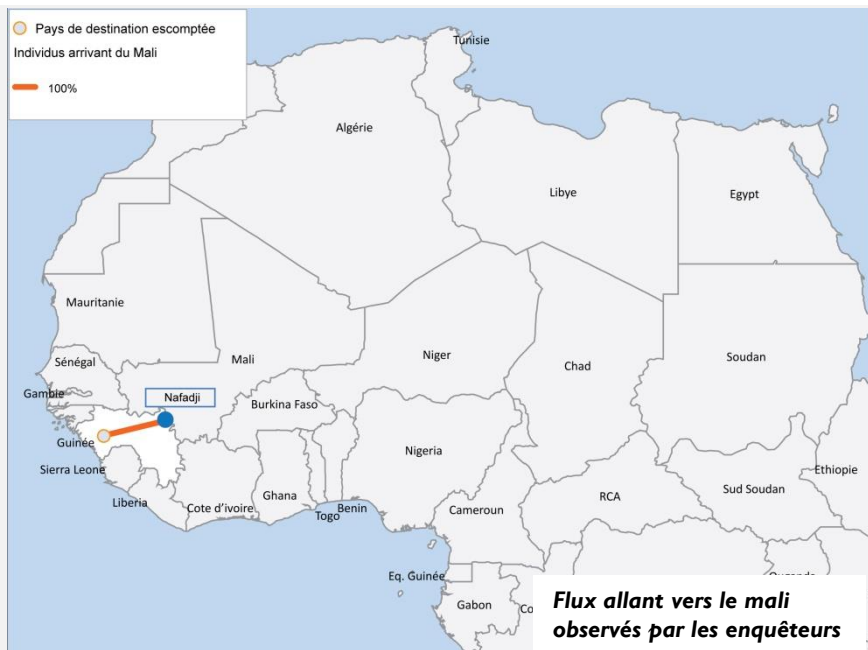 Pays de destination escomptée
Individus arrivant du Mali
100%
Tunisie
Algérie
Libye
Egypt
Mauritanie
Mali
Niger
Tchad
Soudan
Sénégal
Gambie
Nafadji
Burkina Faso
Guinée
Nigeria
Sierra Leone
Liberia
Cote d'ivoire
Ghana
Togo
Benin
Cameroun
RCA
Sud Soudan
Ethiopie
Eq. Guinée
Gabon
Flux allant vers le mali
observés par les enquêteurs